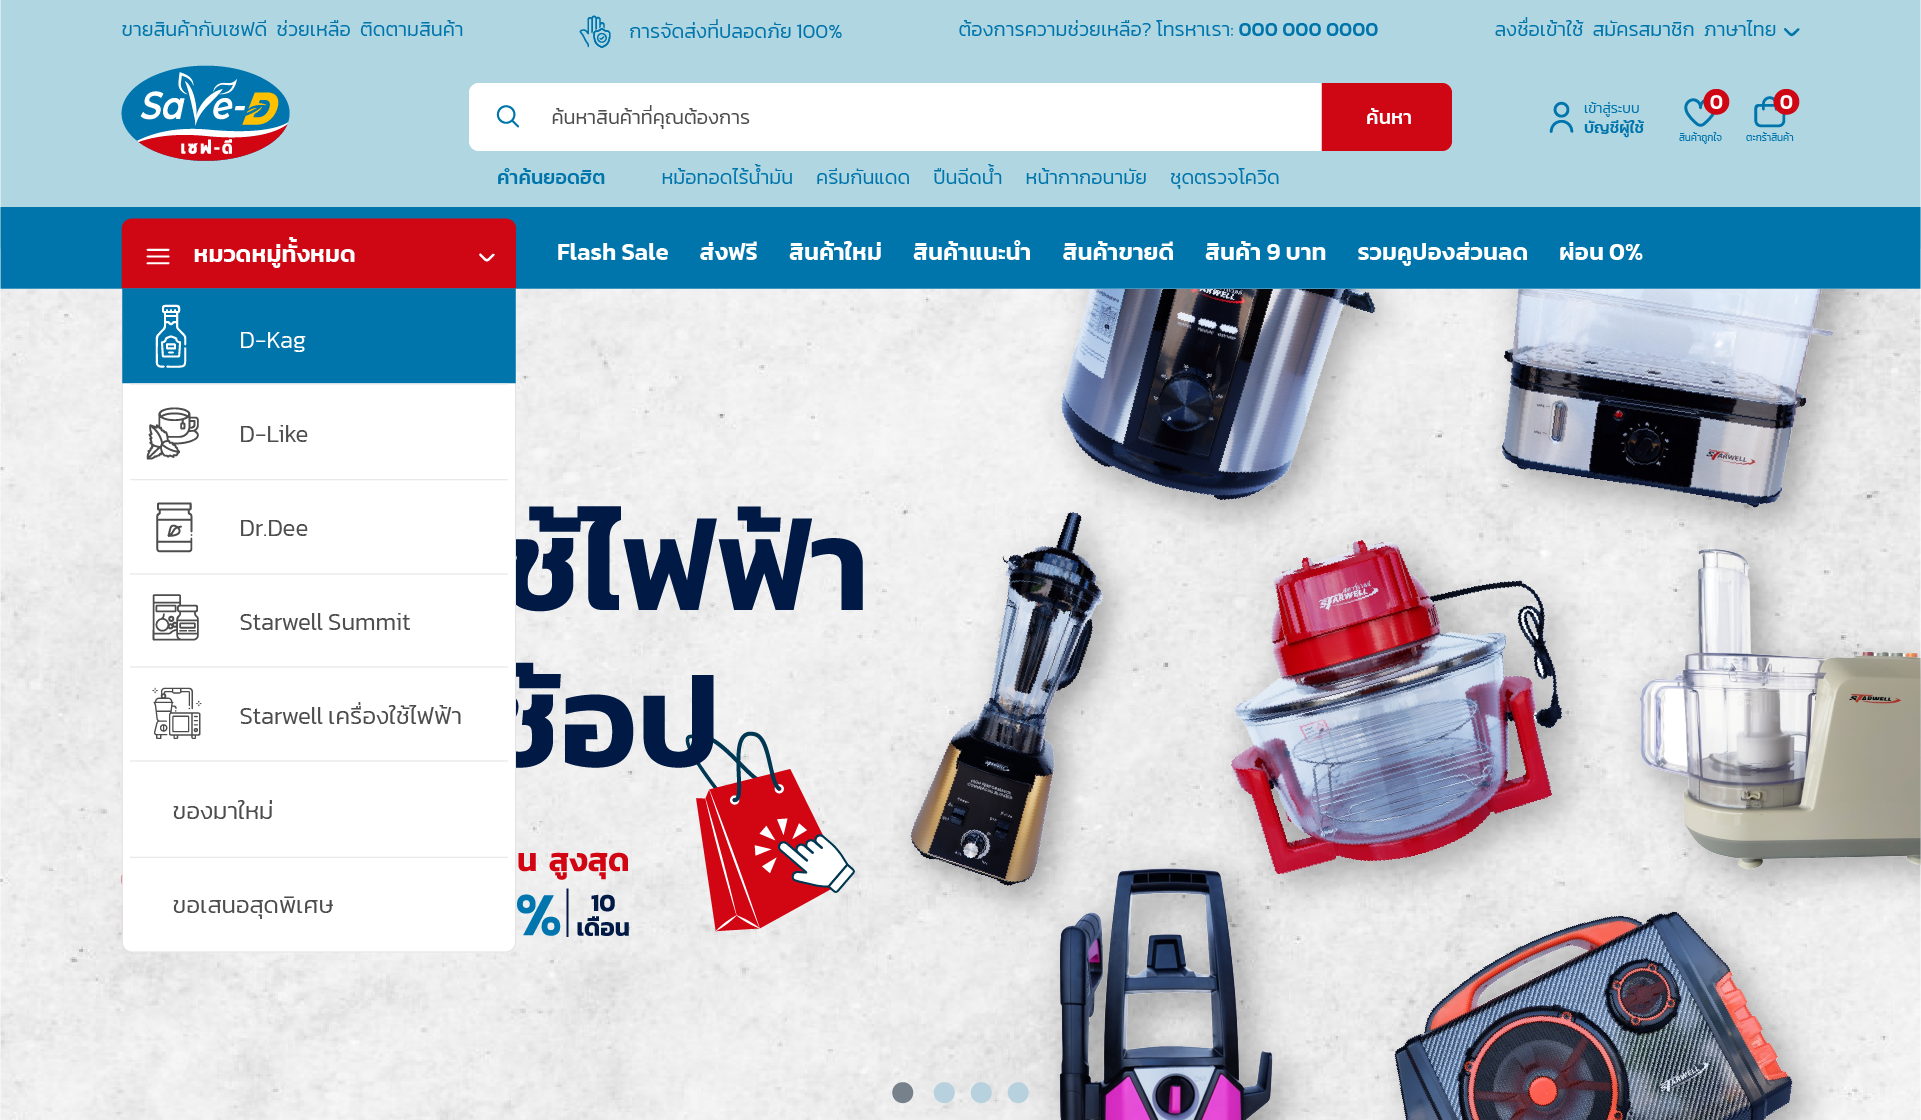 ขายสินค้ากับเซฟดี ช่วยเหลือ ติดตามสินค้า
การจัดส่งที่ปลอดภัย 100%
ต้องการความช่วยเหลือ? โทรหาเรา: 000 000 0000
ลงชื่อเข้าใช้ สมัครสมาชิก ภาษาไทย
Save-D
เซฟ-ดี
ค้นหาสินค้าที่คุณต้องการ
ค้นหา
เข้าสู่ระบบ
บัญชีผู้ใช้
0
สินค้าถูกใจ
0
ตะกร้าสินค้า
คำค้นยอดฮิต หม้อทอดไร้น้ำมัน ครีมกันแดด ปืนฉีดน้ำ หน้ากากอนามัย ชุดตรวจโควิด
หมวดหมู่ทั้งหมด
Flash Sale ส่งฟรี สินค้าใหม่ สินค้าแนะนำ สินค้าขายดี สินค้า 9 บาท รวมคูปองส่วนลด ผ่อน 0%
D-Kag
D-Like
Dr.Dee
Starwell Summit
Starwell เครื่องใช้ไฟฟ้า
ของมาใหม่
ขอเสนอสุดพิเศษ
ช้ไฟฟ้า
ช้อป
น สูงสุด
% 10
เดือน
STARWELL
STARWELL
STARWELL
STARWELL
STARWELL
STARWELL